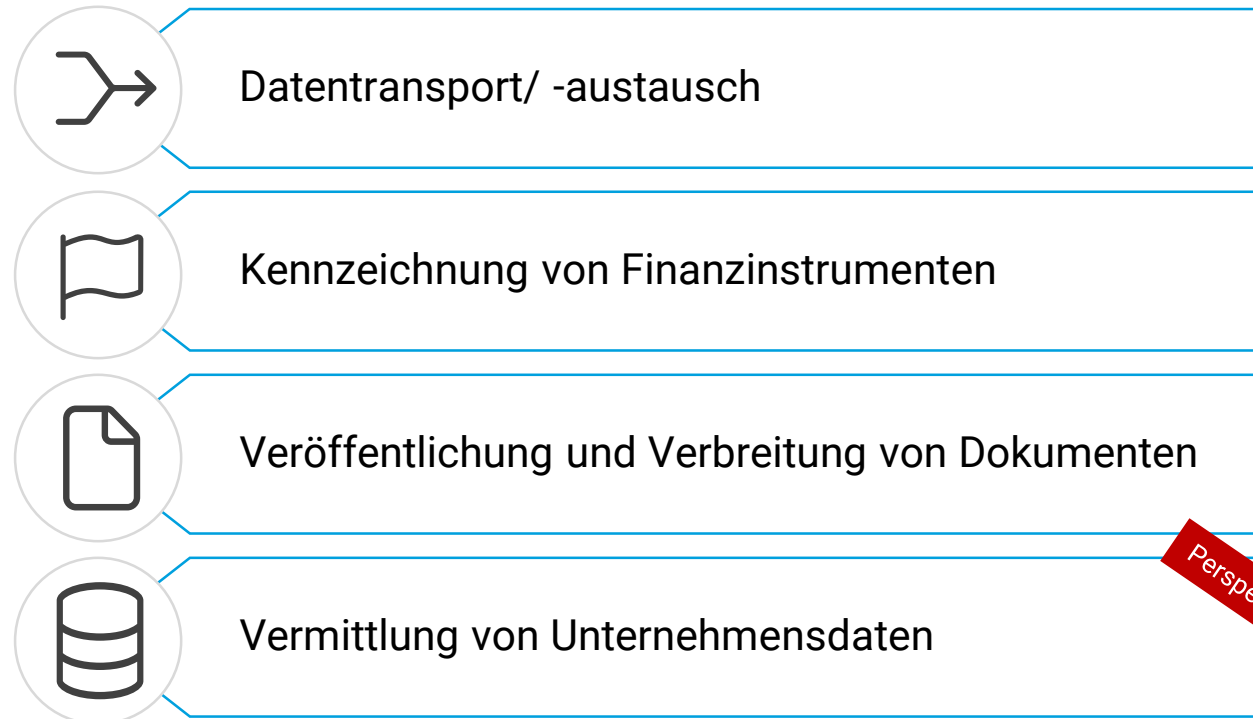 Datentransport/ -austausch
Kennzeichnung von Finanzinstrumenten
Veröffentlichung und Verbreitung von Dokumenten
Vermittlung von Unternehmensdaten